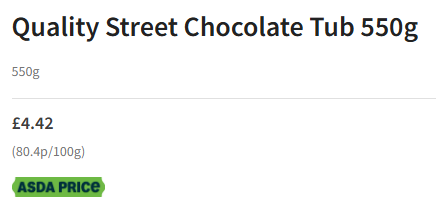 Quality Street Chocolate Tub 550g
550g
£4.42
(80.4p/100g)
ASDA PRICE